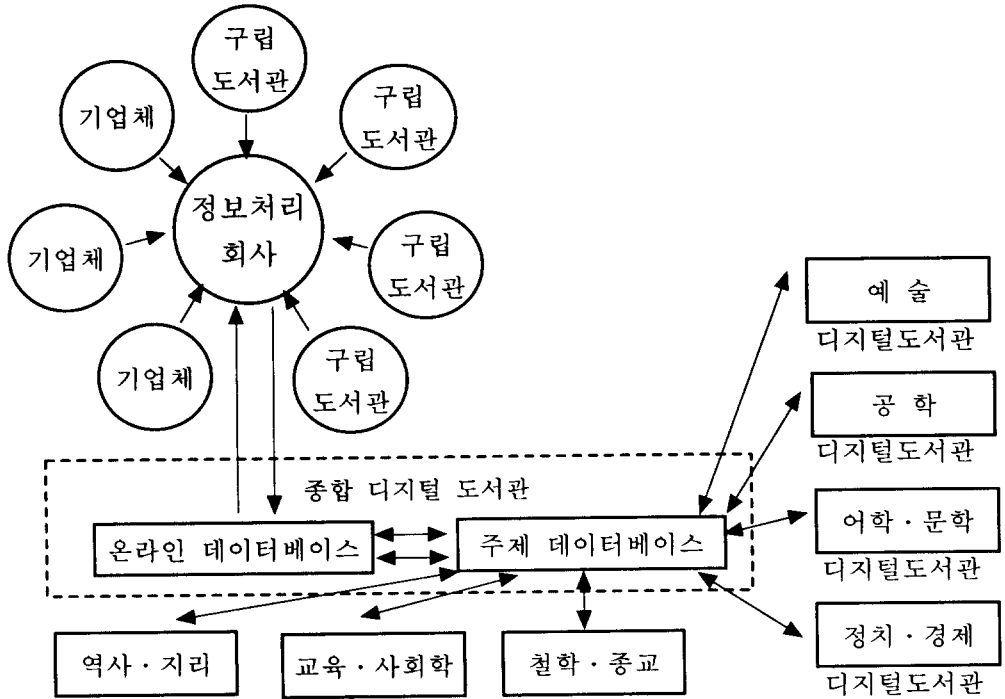 구립
도서관
구립
도서관
기업체
정보처리
회사
기업체
구립
도서관
기업체
구립
도서관
예 술
디지털도서관
공 학
디지털도서관
종합 디지털 도서관
온라인 데이터베이스
주제 데이터베이스
어학·문학
디지털도서관
역사·지리
교육·사회학
철학·종교
정치·경제
디지털도서관